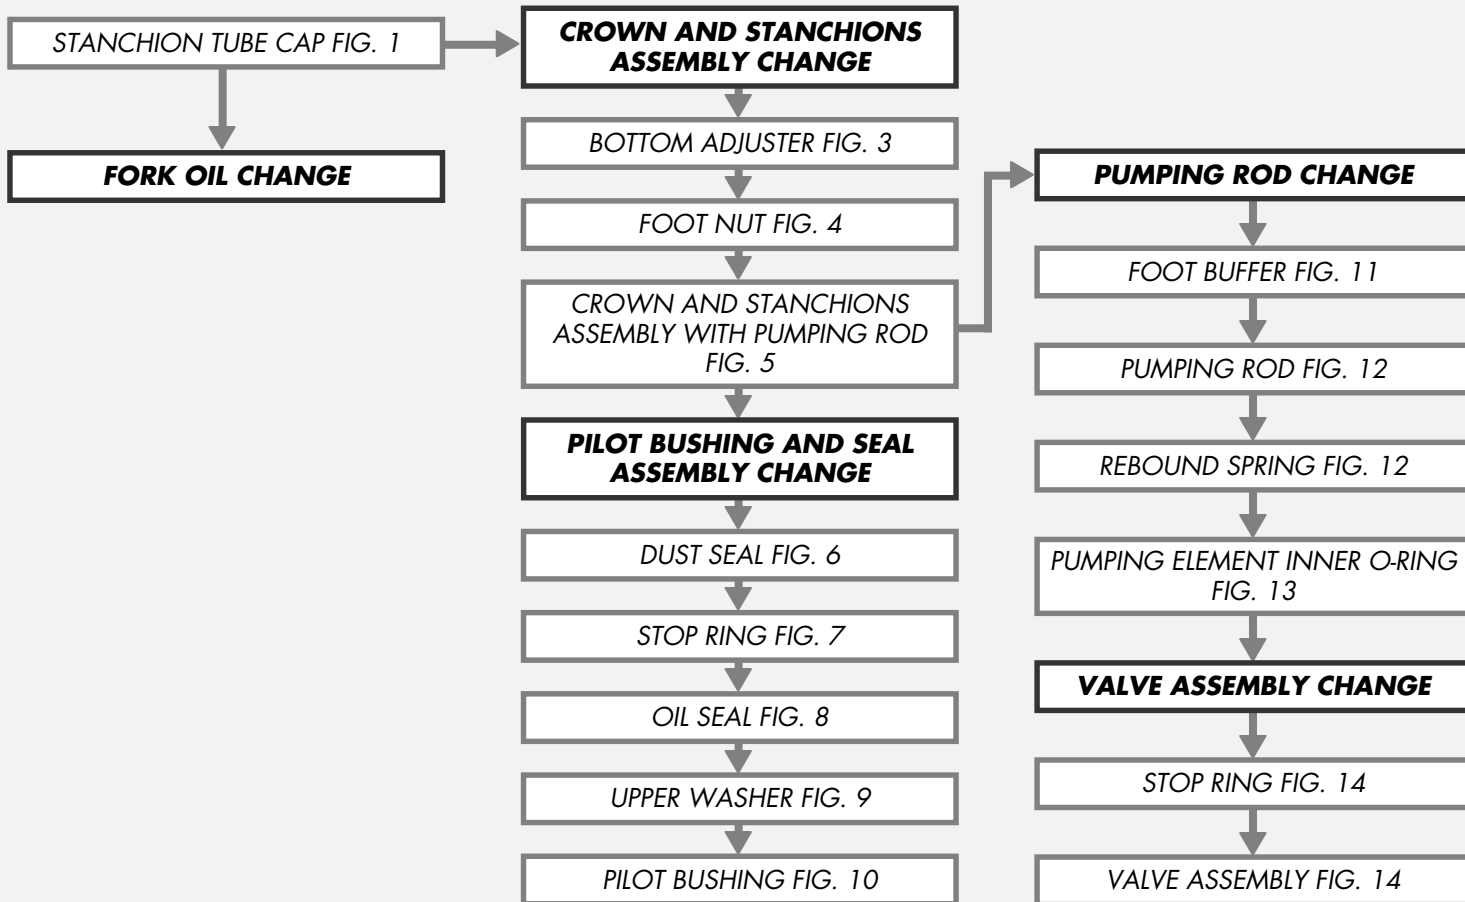 STANCHION TUBE CAP FIG. 1
FORK OIL CHANGE
CROWN AND STANCHIONS
ASSEMBLY CHANGE
BOTTOM ADJUSTER FIG. 3
FOOT NUT FIG. 4
CROWN AND STANCHIONS
ASSEMBLY WITH PUMPING ROD
FIG. 5
PILOT BUSHING AND SEAL
ASSEMBLY CHANGE
DUST SEAL FIG. 6
STOP RING FIG. 7
OIL SEAL FIG. 8
UPPER WASHER FIG. 9
PILOT BUSHING FIG. 10
PUMPING ROD CHANGE
FOOT BUFFER FIG. 11
PUMPING ROD FIG. 12
REBOUND SPRING FIG. 12
PUMPING ELEMENT INNER O-RING
FIG. 13
VALVE ASSEMBLY CHANGE
STOP RING FIG. 14
VALVE ASSEMBLY FIG. 14